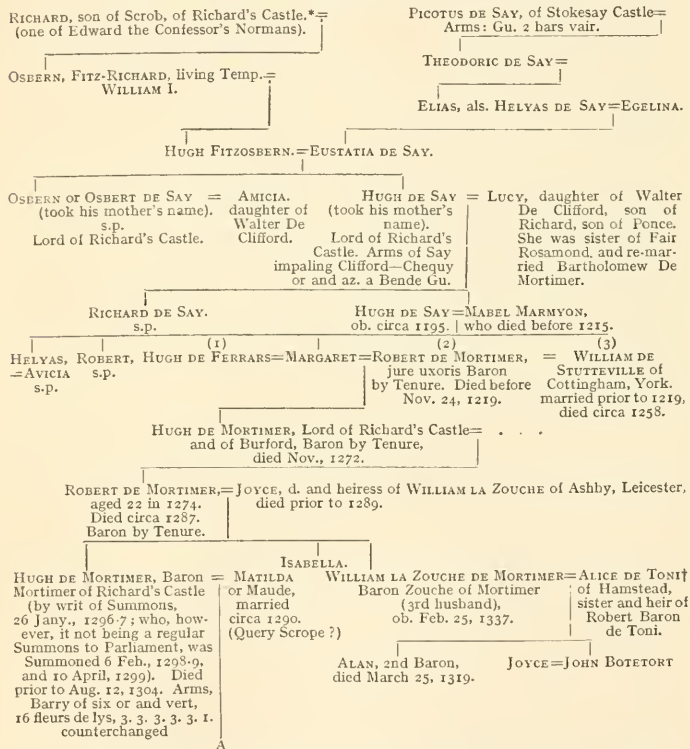 RICHARD, son of Scrob, of Richard's Castle.*=
(one of Edward the Confessor's Normans).
PICOTUS DE SAY, of Stokesay Castle=
Arms: Gu. 2 bars vair.
THEODORIC DE SAY=
OSBERN, FITZ-RICHARD, living Temp.=
WILLIAM I.
ELIAS, als. HELYAS DE SAY=EGELINA.
HUGH FITZOSBERN.=EUSTATIA DE SAY.
OSBERN or OSBERT DE SAY
(took his mother's name).
s.p.
Lord of Richard's Castle.
= AMICIA.
daughter of
Walter De
Clifford.
HUGH DE SAY
(took his mother's
name).
Lord of Richard's
Castle. Arms of Say
impaling Clifford—Chequy
or and az. a Bende Gu.
= LUCY, daughter of Walter
De Clifford, son of
Richard, son of Ponce.
She was sister of Fair
Rosamond, and re-mar-
ried Bartholomew De
Mortimer.
RICHARD DE SAY.
s.p.
HUGH DE SAY=MABEL MARMYON,
ob. circa 1195. | who died before 1215.
HELYAS,
=AVICIA
s.p.
ROBERT,
s.p.
(1)
HUGH DE FERRARS=MARGARET
(2)
=ROBERT DE MORTIMER,
jure uxoris Baron
by Tenure. Died before
Nov. 24, 1219.
(3)
= WILLIAM DE
STUTTEVILLE of
Cottingham, York.
married prior to 1219,
died circa 1258.
HUGH DE MORTIMER, Lord of Richard's Castle= . . .
and of Burford, Baron by Tenure,
died Nov., 1272.
ROBERT DE MORTIMER,
aged 22 in 1274.
Died circa 1287.
Baron by Tenure.
=JOYCE, d. and heiress of WILLIAM LA ZOUCHE of Ashby, Leicester,
died prior to 1289.
HUGH DE MORTIMER, Baron
Mortimer of Richard's Castle
(by writ of Summons,
26 Jany., 1296-7; who, how-
ever, it not being a regular
Summons to Parliament, was
Summoned 6 Feb., 1298-9,
and 10 April, 1299). Died
prior to Aug. 12, 1304. Arms,
Barry of six or and vert,
16 fleurs de lys, 3. 3. 3. 3. 3. 1.
counterchanged
= MATILDA
or Maude,
married
circa 1290.
(Query Scrope ?)
A
ISABELLA.
WILLIAM LA ZOUCHE DE MORTIMER=ALICE DE TONI†
Baron Zouche of Mortimer
(3rd husband),
ob. Feb. 25, 1337.
of Hamstead,
sister and heir of
Robert Baron
de Toni.
ALAN, 2nd Baron,
died March 25, 1319.
JOYCE=JOHN BOTETORT